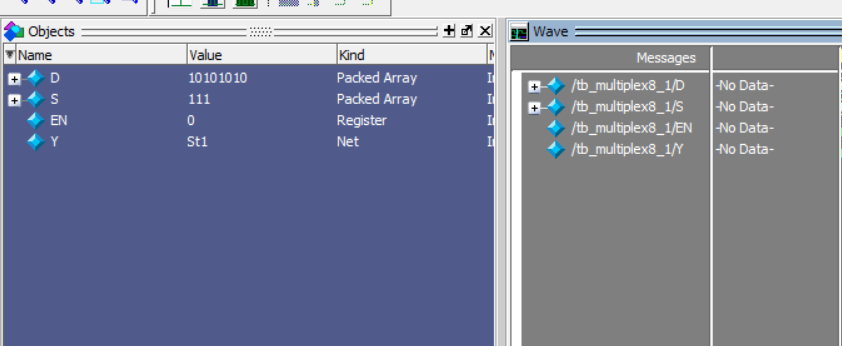 Objects
Name Value Kind
D 10101010 Packed Array
S 111 Packed Array
EN 0 Register
Y St1 Net
Wave
Messages
/tb_multiplex8_1/D -No Data-
/tb_multiplex8_1/S -No Data-
/tb_multiplex8_1/EN -No Data-
/tb_multiplex8_1/Y -No Data-